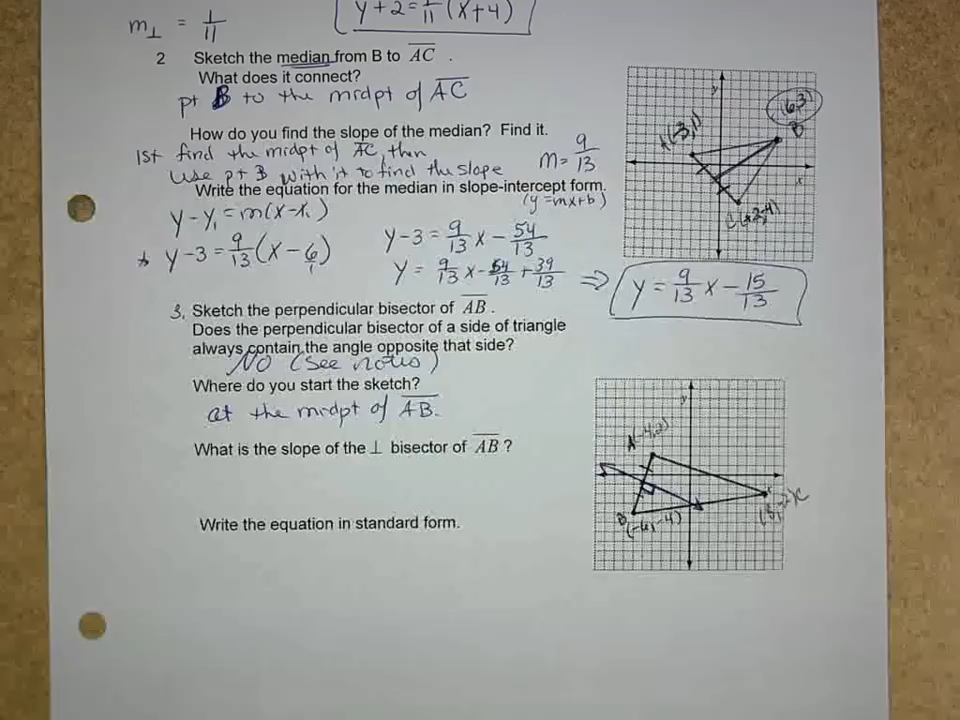 m⊥ = 1/11
y+2 = 1/11 (x+4)
2 Sketch the median from B to AC .
What does it connect?
pt B to the midpt of AC
How do you find the slope of the median? Find it.
1st find the midpt of AC, then
use pt B with it to find the slope
m = 9/13
Write the equation for the median in slope-intercept form.
(y=mx+b)
y-y₁ = m(x-x₁)
y-3 = 9/13 (x-6)
y-3 = 9/13 x - 54/13
y = 9/13 x - 54/13 + 39/13 ⇒ y = 9/13 x - 15/13
y
A(-3,1)
(6,3)
B
x
3. Sketch the perpendicular bisector of AB .
Does the perpendicular bisector of a side of triangle
always contain the angle opposite that side?
No (see notes)
Where do you start the sketch?
at the midpt of AB.
What is the slope of the ⊥ bisector of AB ?
Write the equation in standard form.
y
B
(-6,-4)